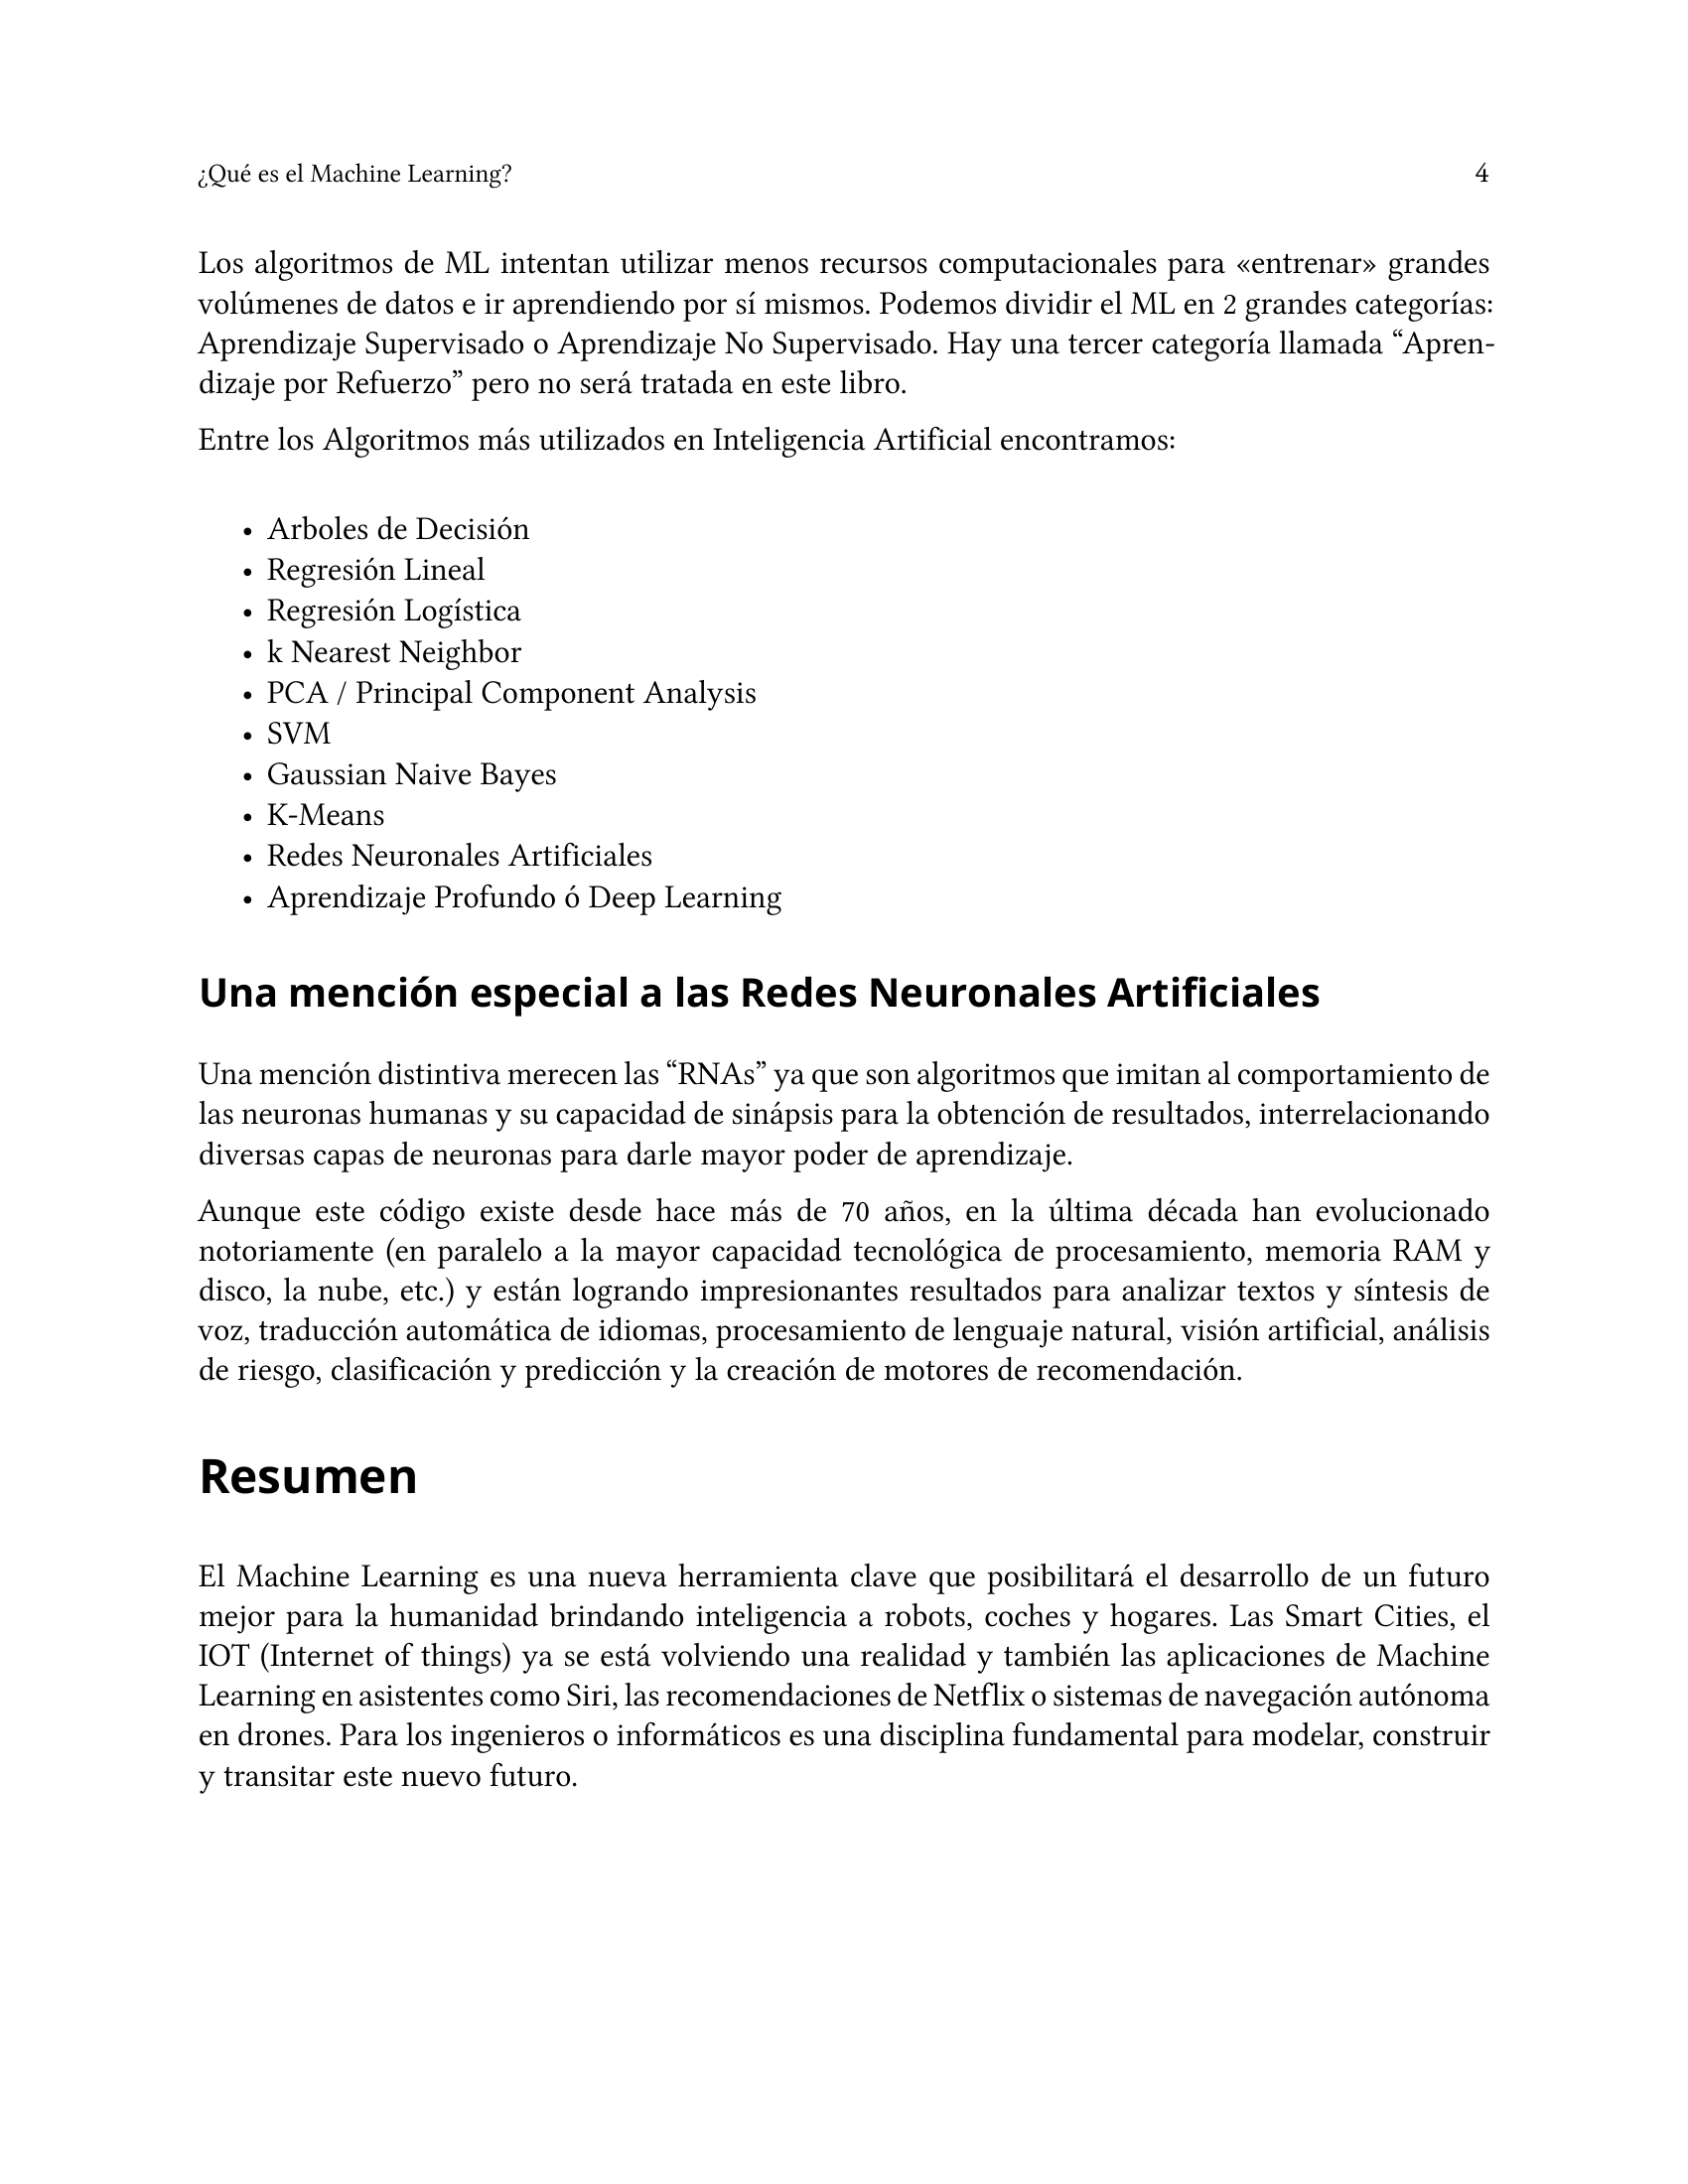 ¿Qué es el Machine Learning? 4
Los algoritmos de ML intentan utilizar menos recursos computacionales para «entrenar» grandes
volúmenes de datos e ir aprendiendo por sí mismos. Podemos dividir el ML en 2 grandes categorías:
Aprendizaje Supervisado o Aprendizaje No Supervisado. Hay una tercer categoría llamada “Apren-
dizaje por Refuerzo” pero no será tratada en este libro.
Entre los Algoritmos más utilizados en Inteligencia Artificial encontramos:
• Arboles de Decisión
• Regresión Lineal
• Regresión Logística
• k Nearest Neighbor
• PCA / Principal Component Analysis
• SVM
• Gaussian Naive Bayes
• K-Means
• Redes Neuronales Artificiales
• Aprendizaje Profundo ó Deep Learning
Una mención especial a las Redes Neuronales Artificiales
Una mención distintiva merecen las “RNAs” ya que son algoritmos que imitan al comportamiento de
las neuronas humanas y su capacidad de sinápsis para la obtención de resultados, interrelacionando
diversas capas de neuronas para darle mayor poder de aprendizaje.
Aunque este código existe desde hace más de 70 años, en la última década han evolucionado
notoriamente (en paralelo a la mayor capacidad tecnológica de procesamiento, memoria RAM y
disco, la nube, etc.) y están logrando impresionantes resultados para analizar textos y síntesis de
voz, traducción automática de idiomas, procesamiento de lenguaje natural, visión artificial, análisis
de riesgo, clasificación y predicción y la creación de motores de recomendación.
Resumen
El Machine Learning es una nueva herramienta clave que posibilitará el desarrollo de un futuro
mejor para la humanidad brindando inteligencia a robots, coches y hogares. Las Smart Cities, el
IOT (Internet of things) ya se está volviendo una realidad y también las aplicaciones de Machine
Learning en asistentes como Siri, las recomendaciones de Netflix o sistemas de navegación autónoma
en drones. Para los ingenieros o informáticos es una disciplina fundamental para modelar, construir
y transitar este nuevo futuro.